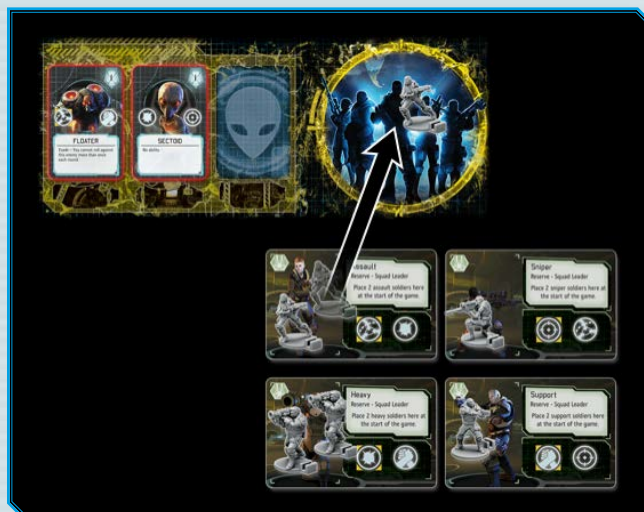 FLOATER
Evade - You cannot roll against
this enemy more than once
each round.
SECTOID
No ability.
Assault
Reserve - Squad Leader
Place 2 assault soldiers here
at the start of the game.
Sniper
Reserve - Squad Leader
Place 2 sniper soldiers here
at the start of the game.
Heavy
Reserve - Squad Leader
Place 2 heavy soldiers here
at the start of the game.
Support
Reserve - Squad Leader
Place 2 support soldiers here
at the start of the game.